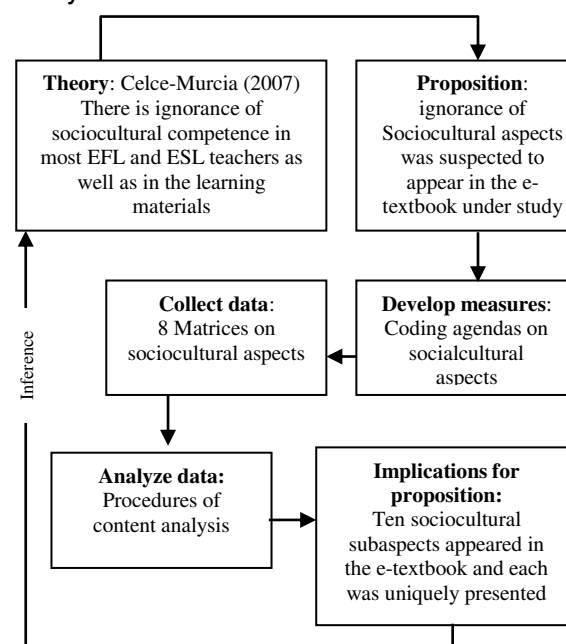 Theory: Celce-Murcia (2007)
There is ignorance of
sociocultural competence in
most EFL and ESL teachers as
well as in the learning
materials
Proposition:
ignorance of
Sociocultural aspects
was suspected to
appear in the e-
textbook under study
Develop measures:
Coding agendas on
socialcultural
aspects
Collect data:
8 Matrices on
sociocultural aspects
Inference
Analyze data:
Procedures of
content analysis
Implications for
proposition:
Ten sociocultural
subaspects appeared in
the e-textbook and each
was uniquely presented